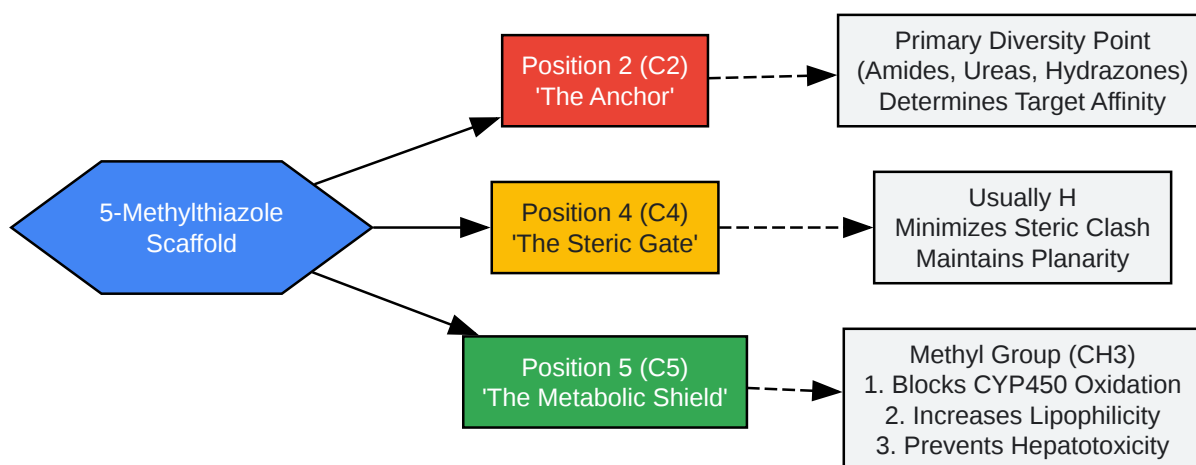 5-Methylthiazole
Scaffold
Position 2 (C2)
'The Anchor'
Primary Diversity Point
(Amides, Ureas, Hydrazones)
Determines Target Affinity
Position 4 (C4)
'The Steric Gate'
Usually H
Minimizes Steric Clash
Maintains Planarity
Position 5 (C5)
'The Metabolic Shield'
Methyl Group (CH3)
1. Blocks CYP450 Oxidation
2. Increases Lipophilicity
3. Prevents Hepatotoxicity